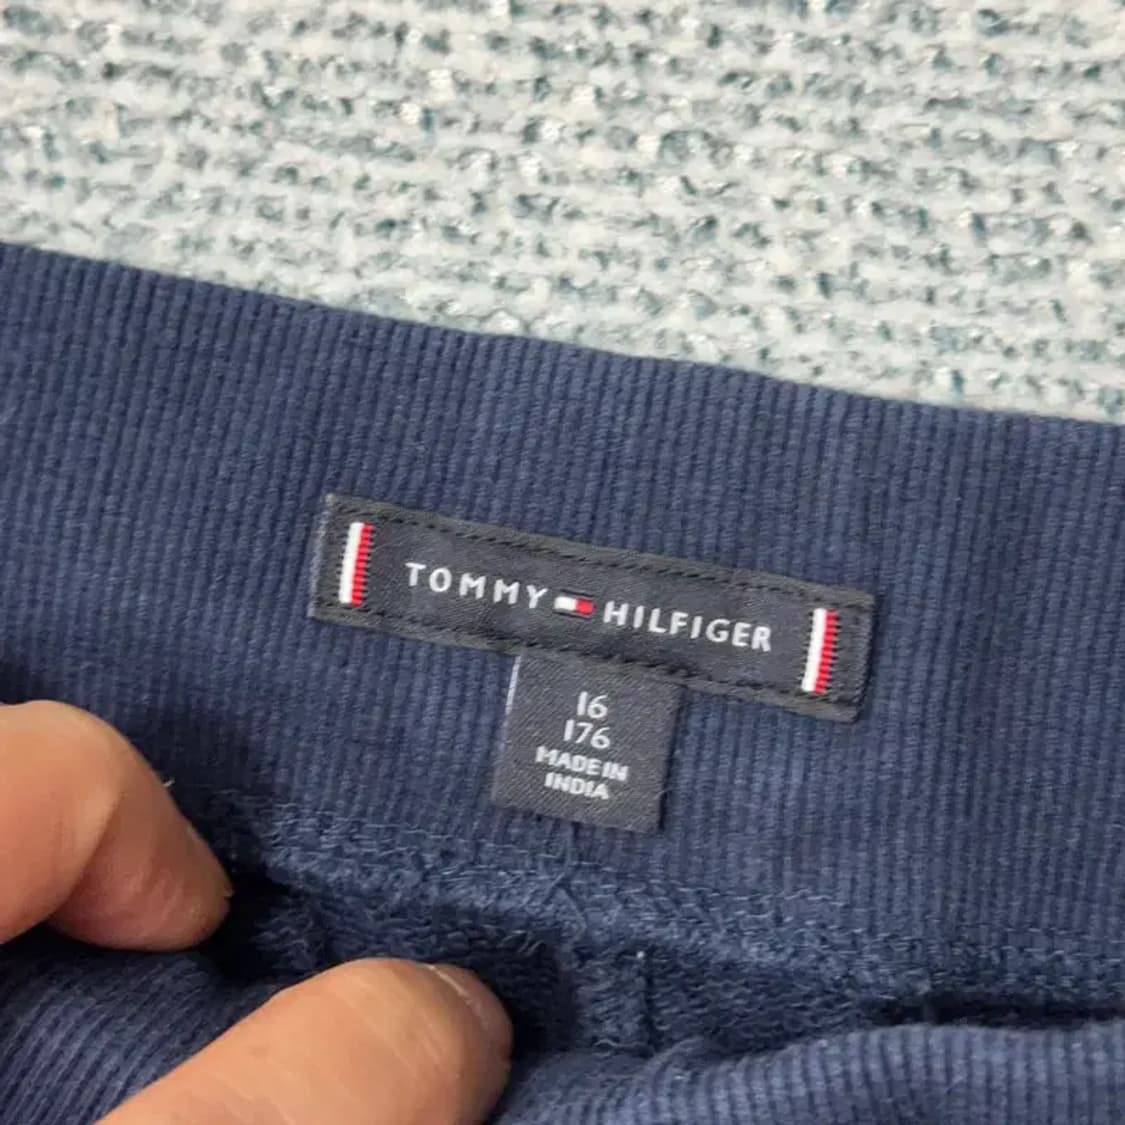 TOMMY HILFIGER
16
176
MADE IN
INDIA